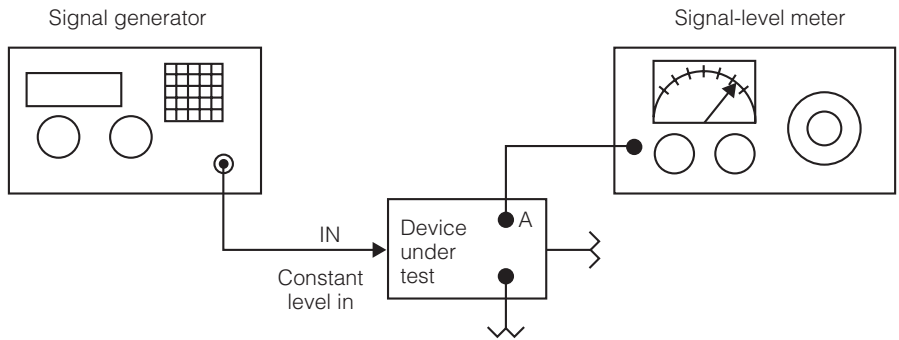 Signal generator
Signal-level meter
IN
Constant
level in
Device
under
test
A